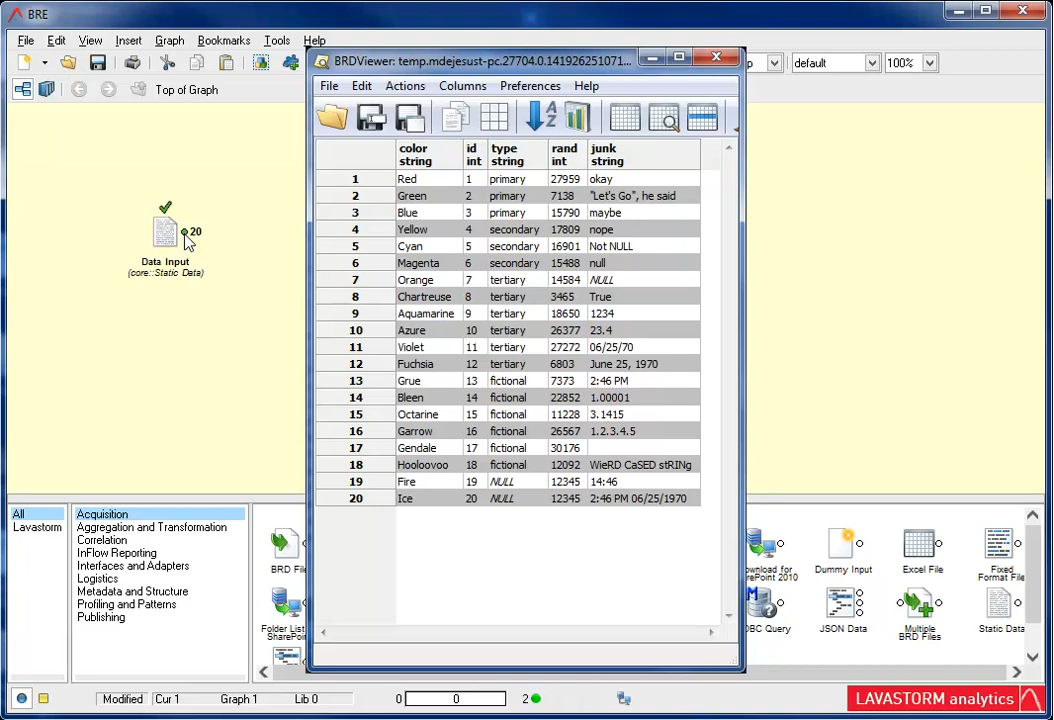 BRE
File Edit View Insert Graph Bookmarks Tools Help
default 100%
Top of Graph
20
Data Input
(core::Static Data)
BRDViewer: temp.mdejesust-pc.27704.0.141926251071...
File Edit Actions Columns Preferences Help
color id type rand junk
string int string int string
1 Red 1 primary 27959 okay
2 Green 2 primary 7138 "Let's Go", he said
3 Blue 3 primary 15790 maybe
4 Yellow 4 secondary 17809 nope
5 Cyan 5 secondary 16901 Not NULL
6 Magenta 6 secondary 15488 null
7 Orange 7 tertiary 14584 NULL
8 Chartreuse 8 tertiary 3465 True
9 Aquamarine 9 tertiary 18650 1234
10 Azure 10 tertiary 26377 23.4
11 Violet 11 tertiary 27272 06/25/70
12 Fuchsia 12 tertiary 6803 June 25, 1970
13 Grue 13 fictional 7373 2:46 PM
14 Bleen 14 fictional 22852 1.00001
15 Octarine 15 fictional 11228 3.1415
16 Garrow 16 fictional 26567 1.2.3.4.5
17 Gendale 17 fictional 30176
18 Hooloovoo 18 fictional 12092 WieRD CaSED stRINg
19 Fire 19 NULL 12345 14:46
20 Ice 20 NULL 12345 2:46 PM 06/25/1970
All
Lavastorm
Acquisition
Aggregation and Transformation
Correlation
InFlow Reporting
Interfaces and Adapters
Logistics
Metadata and Structure
Profiling and Patterns
Publishing
BRD File
Folder List
SharePoi
Dummy Input
Excel File
Fixed
Format File
JSON Data
Multiple
BRD Files
Static Data
ownload for
rePoint 2010
DBC Query
Modified Cur 1 Graph 1 Lib 0 0 0 2
LAVASTORM analytics